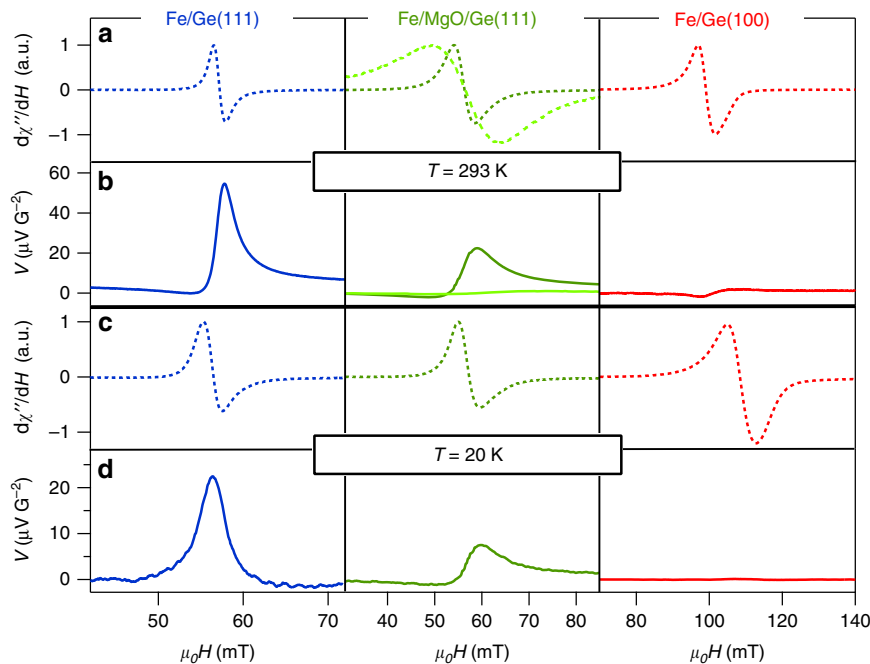 Fe/Ge(111) Fe/MgO/Ge(111) Fe/Ge(100)
a
dχ″/dH (a.u.)
1
0
−1
T = 293 K
b
V (μV G⁻²)
60
40
20
0
c
dχ″/dH (a.u.)
1
0
−1
T = 20 K
d
V (μV G⁻²)
20
10
0
50 60 70 40 50 60 70 80 80 100 120 140
μ₀H (mT) μ₀H (mT) μ₀H (mT)